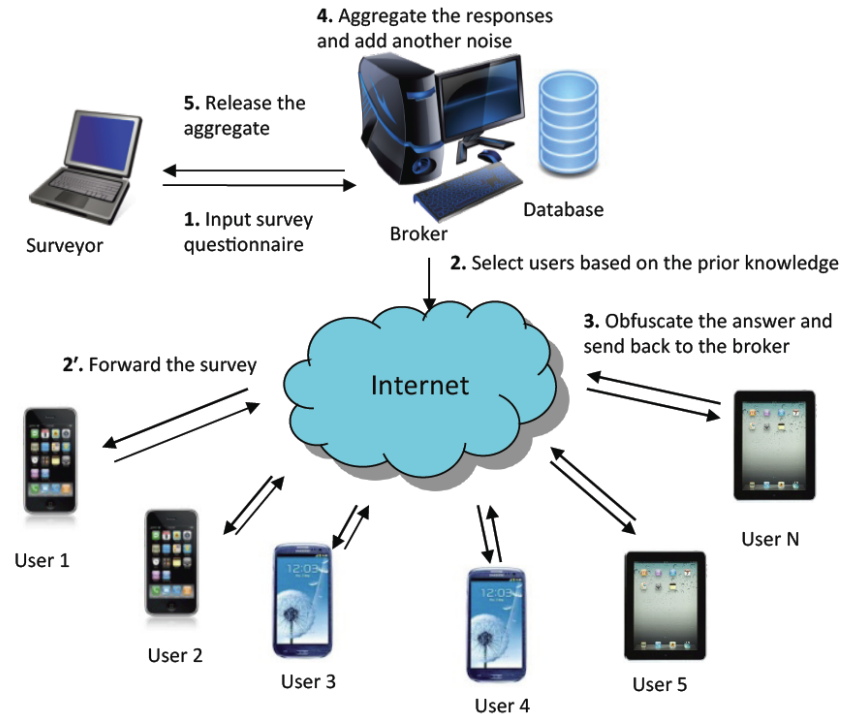 4. Aggregate the responses
and add another noise
5. Release the
aggregate
1. Input survey
questionnaire
Surveyor
Broker
Database
2. Select users based on the prior knowledge
3. Obfuscate the answer and
send back to the broker
2'. Forward the survey
Internet
User 1
User 2
12:03
User 3
12:03
User 4
User 5
User N